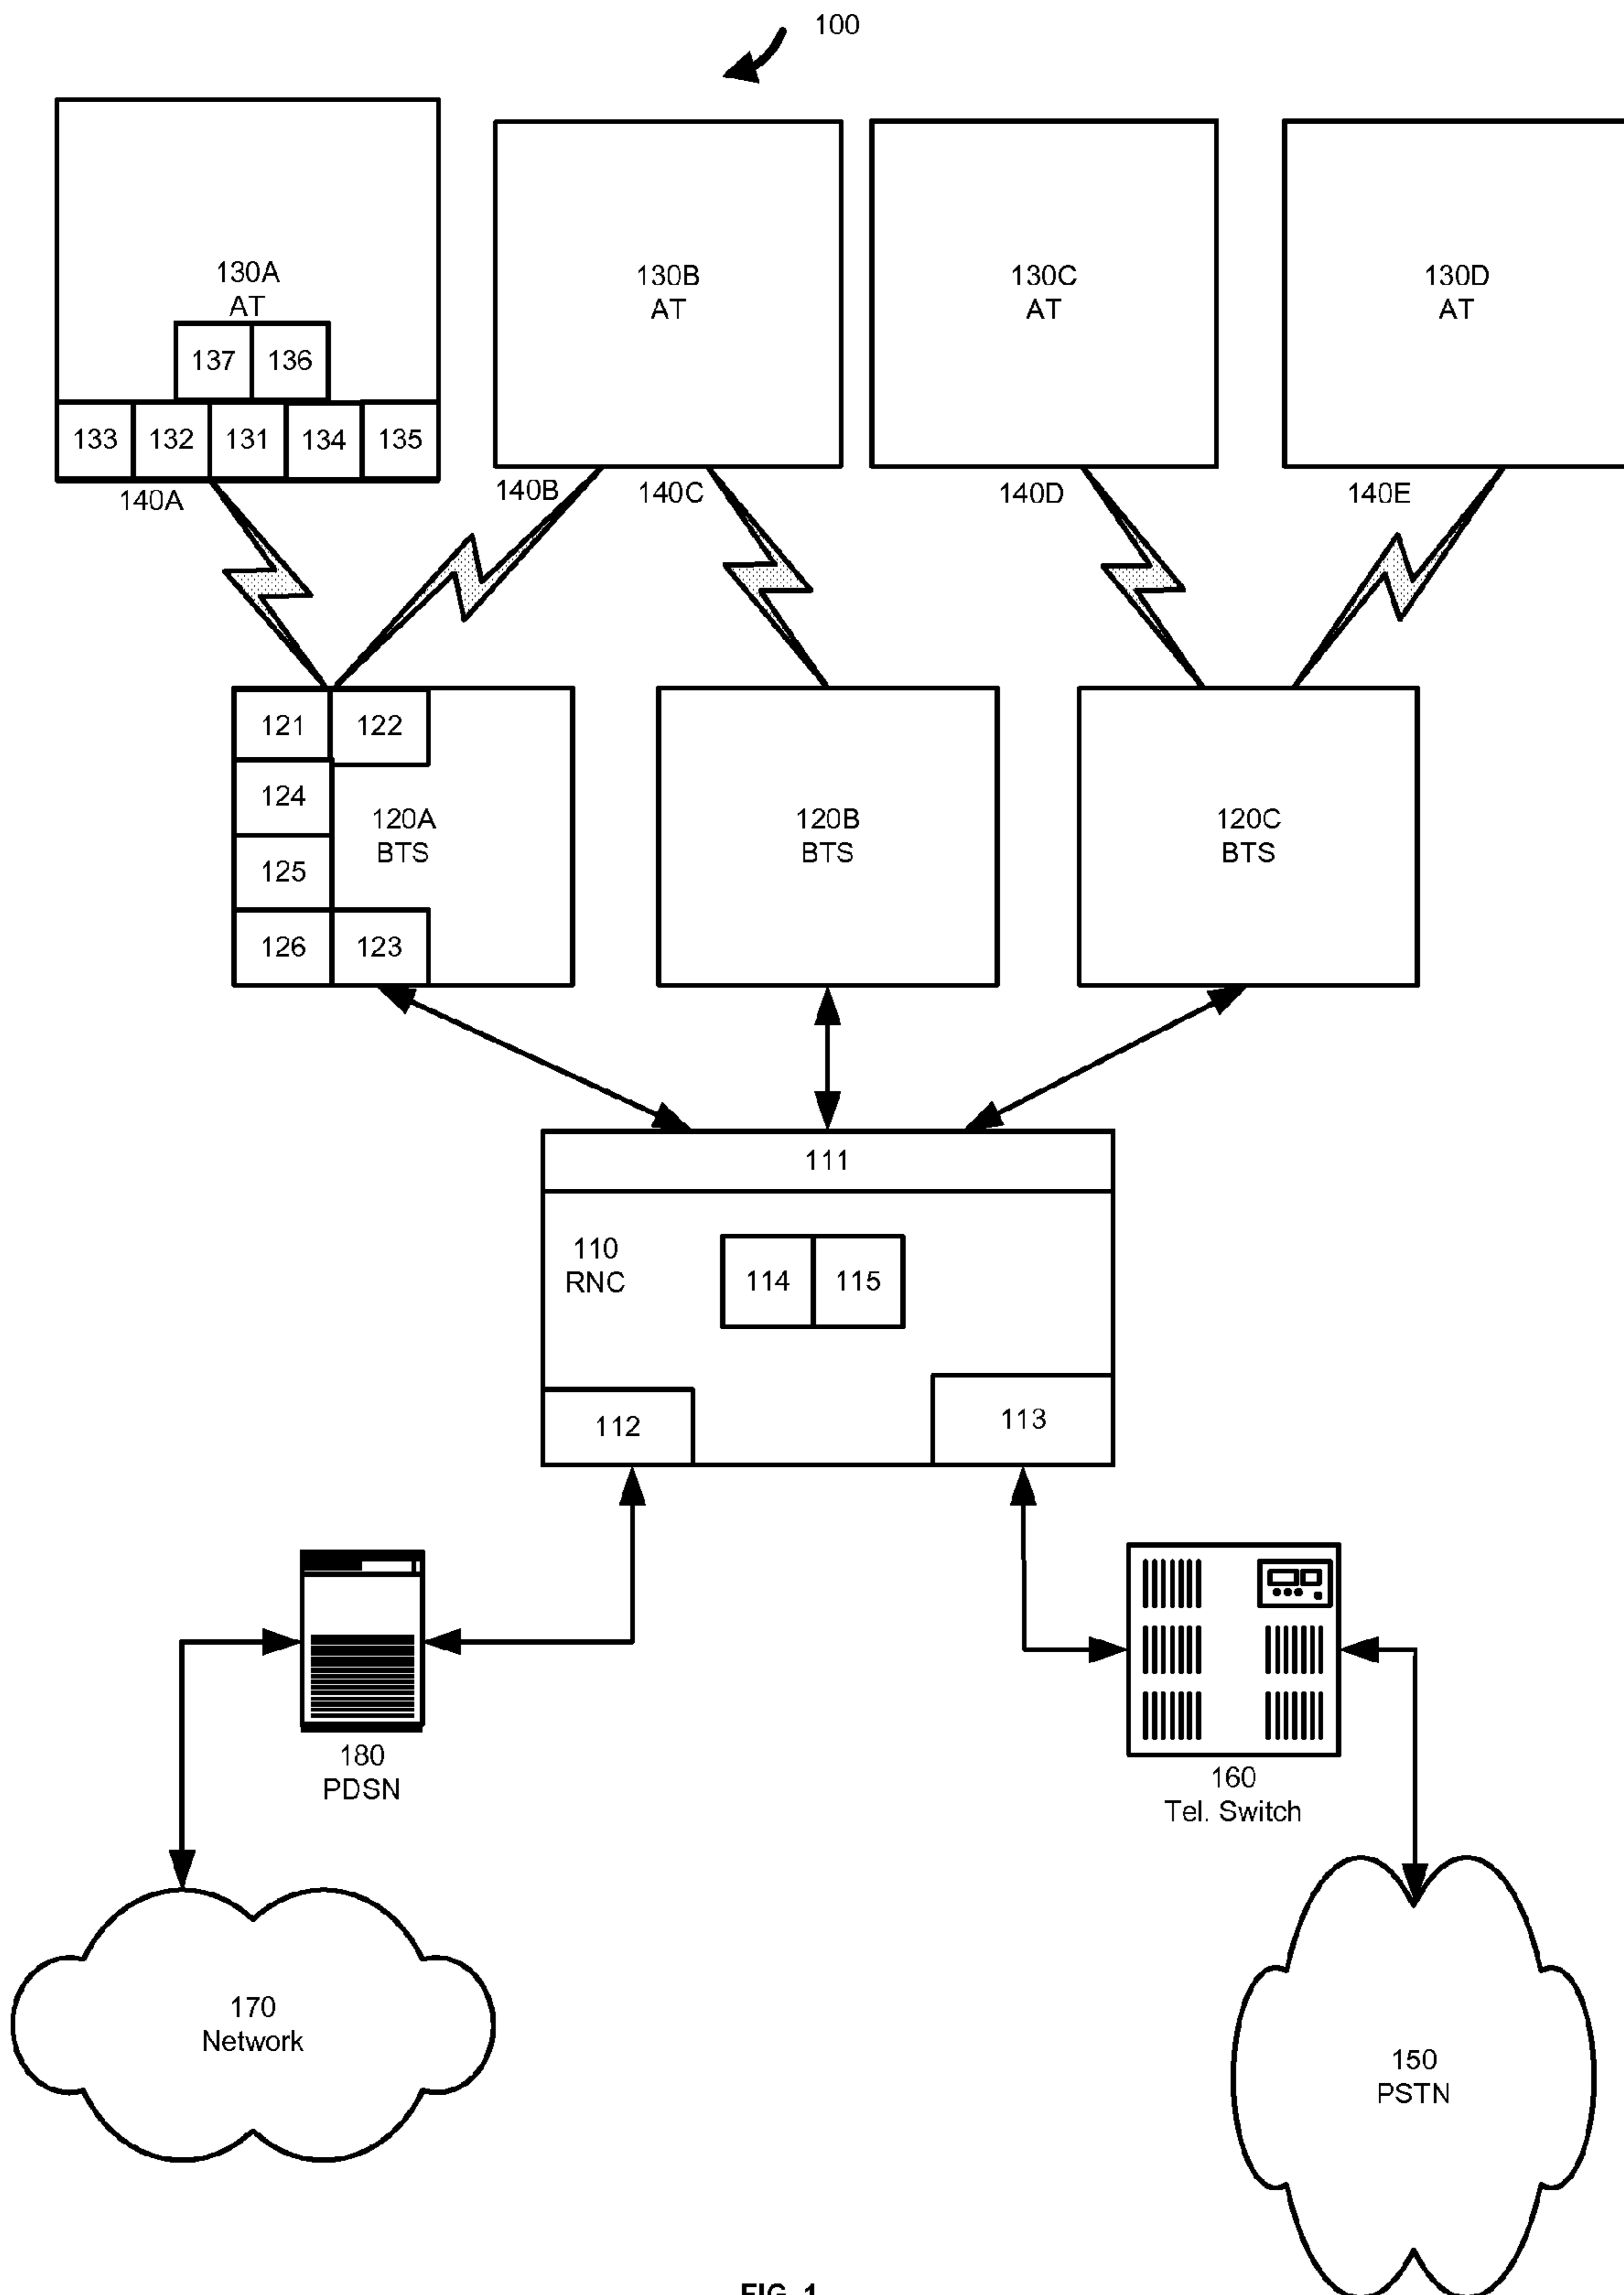 100
130A
AT
130B
AT
130C
AT
130D
AT
137
136
133
132
131
134
135
140A
140B
140C
140D
140E
121
122
124
120A
BTS
120B
BTS
120C
BTS
125
126
123
111
110
RNC
114
115
112
113
180
PDSN
160
Tel. Switch
170
Network
150
PSTN
FIG. 1